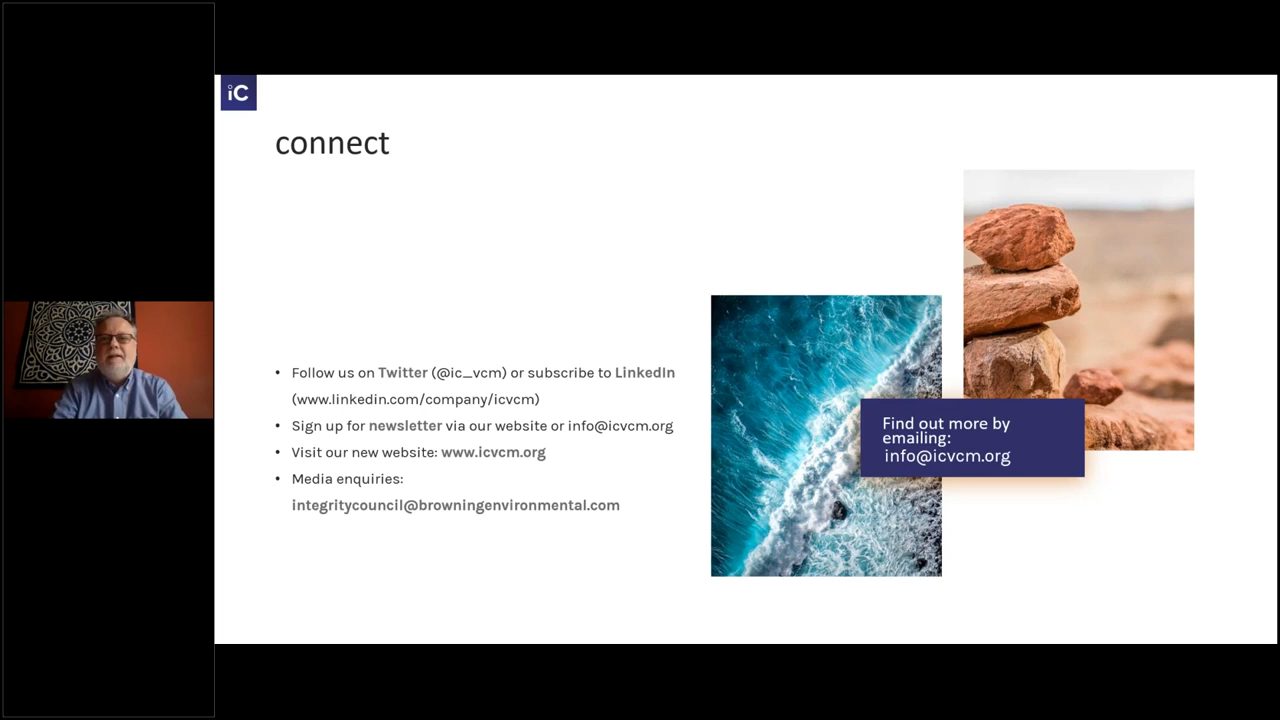 iC
connect
• Follow us on Twitter (@ic_vcm) or subscribe to LinkedIn
(www.linkedin.com/company/icvcm)
• Sign up for newsletter via our website or info@icvcm.org
• Visit our new website: www.icvcm.org
• Media enquiries:
integritycouncil@browningenvironmental.com
Find out more by
emailing:
info@icvcm.org